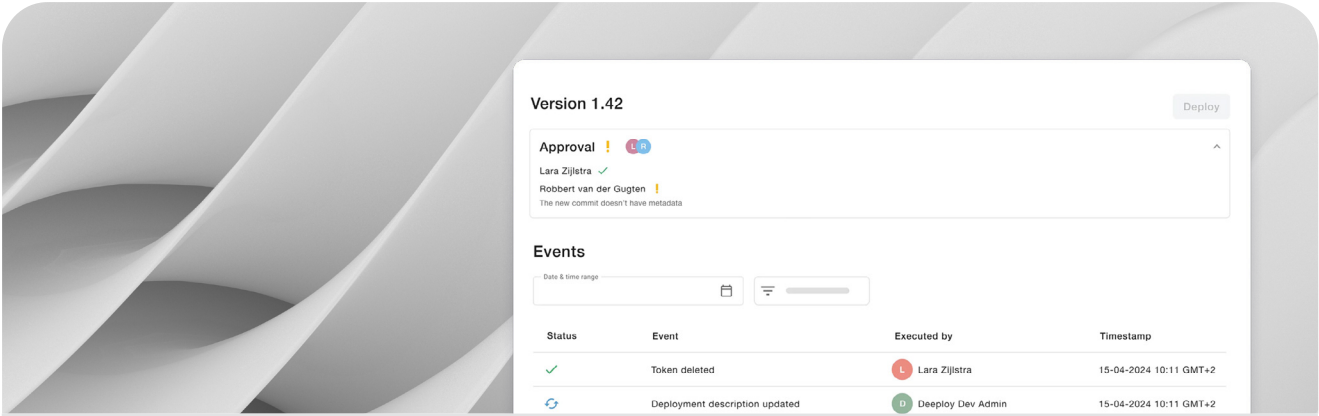 Version 1.42
Deploy
Approval ! L R
Lara Zijlstra
Robbert van der Gugten !
The new commit doesn't have metadata
Events
Date & time range
Status Event Executed by Timestamp
Token deleted L Lara Zijlstra 15-04-2024 10:11 GMT+2
Deployment description updated D Deeploy Dev Admin 15-04-2024 10:11 GMT+2